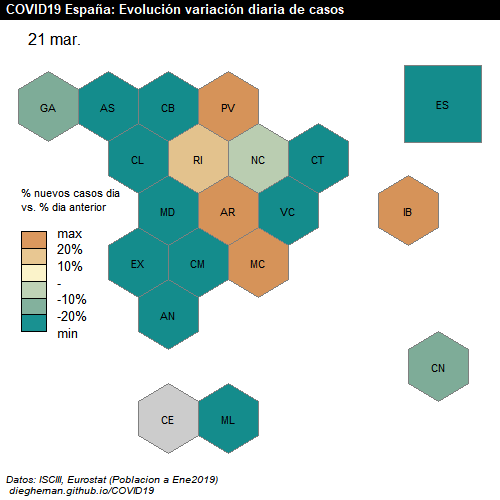 COVID19 España: Evolución variación diaria de casos
21 mar.
GA AS CB PV ES
CL RI NC CT
% nuevos casos dia
vs. % dia anterior
MD AR VC IB
max
20%
10%
-
-10%
-20%
min
EX CM MC
AN
CN
CE ML
Datos: ISCIII, Eurostat (Poblacion a Ene2019)
diegheman.github.io/COVID19